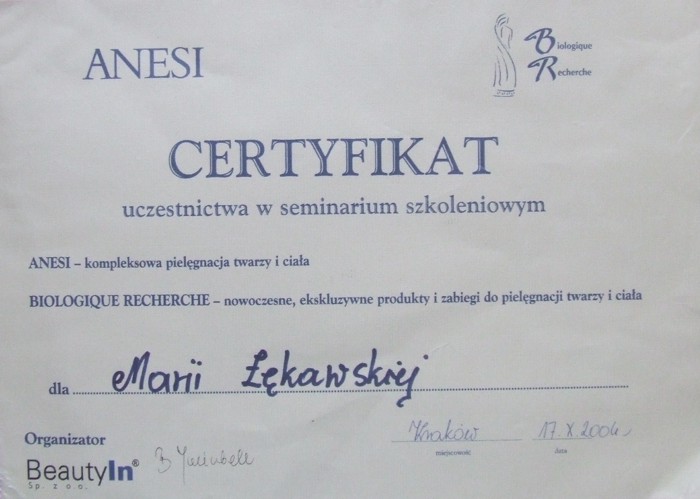 ANESI
Biologique
Recherche
CERTYFIKAT
uczestnictwa w seminarium szkoleniowym
ANESI – kompleksowa pielęgnacja twarzy i ciała
BIOLOGIQUE RECHERCHE – nowoczesne, ekskluzywne produkty i zabiegi do pielęgnacji twarzy i ciała
dla Marii Łękawskiej
Organizator
Kraków 17.X.2004
miejscowość data
BeautyIn®
Sp. z o.o.